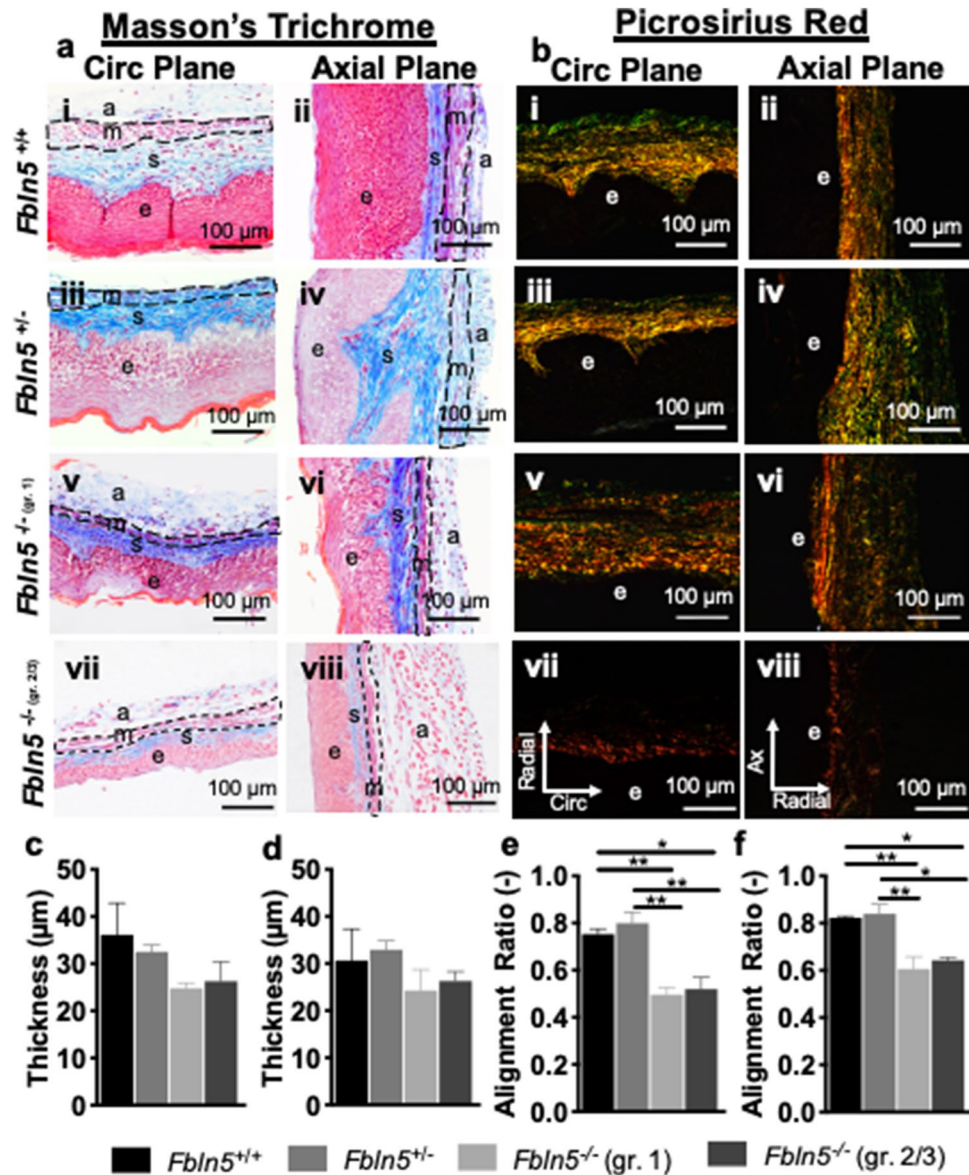 Masson's Trichrome
Picrosirius Red
a
Circ Plane
Axial Plane
b
Circ Plane
Axial Plane
Fbln5 +/+
i
a
m
s
e
100 µm
ii
s
m
a
e
100 µm
i
e
100 µm
ii
e
100 µm
Fbln5 +/-
iii
m
s
e
100 µm
iv
e
s
m
a
100 µm
iii
e
100 µm
iv
e
100 µm
Fbln5 -/- (gr. 1)
v
a
m
s
e
100 µm
vi
s
e
m
a
100 µm
v
e
100 µm
vi
e
100 µm
Fbln5 -/- (gr. 2/3)
vii
a
m
s
e
100 µm
viii
s
e
a
m
100 µm
vii
Radial
Circ
e
100 µm
viii
e
Ax
Radial
100 µm
c
Thickness (µm)
50
40
30
20
10
0
d
Thickness (µm)
50
40
30
20
10
0
e
Alignment Ratio (-)
1.0
0.8
0.6
0.4
0.2
0.0
*
**
**
**
f
Alignment Ratio (-)
1.0
0.8
0.6
0.4
0.2
0.0
*
**
*
**
Fbln5+/+
Fbln5+/-
Fbln5-/- (gr. 1)
Fbln5-/- (gr. 2/3)